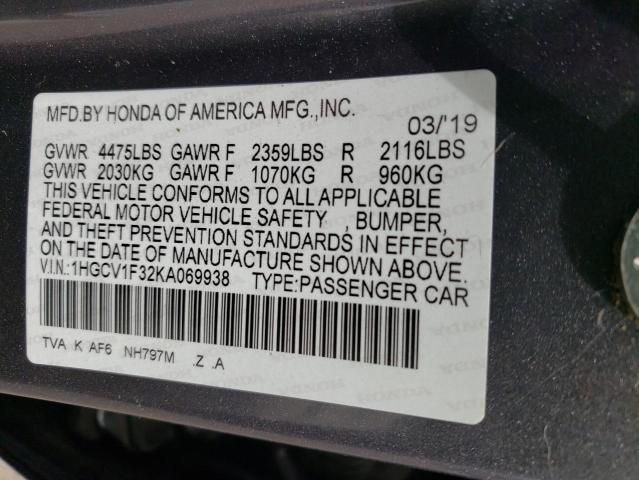 MFD.BY HONDA OF AMERICA MFG.,INC.
03/'19
GVWR 4475LBS GAWR F 2359LBS R 2116LBS
GVWR 2030KG GAWR F 1070KG R 960KG
THIS VEHICLE CONFORMS TO ALL APPLICABLE
FEDERAL MOTOR VEHICLE SAFETY , BUMPER,
AND THEFT PREVENTION STANDARDS IN EFFECT
ON THE DATE OF MANUFACTURE SHOWN ABOVE.
V.I.N.:1HGCV1F32KA069938 TYPE:PASSENGER CAR
TVA K AF6 NH797M .Z .A